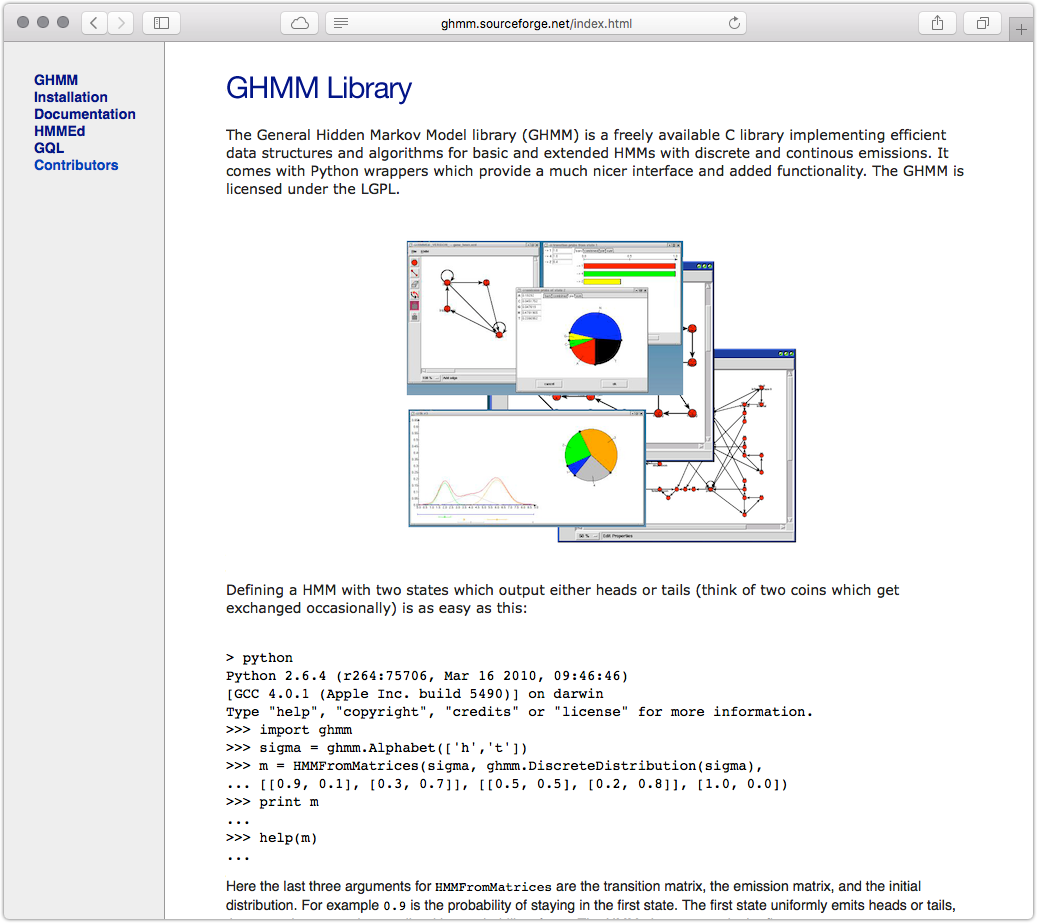 ghmm.sourceforge.net/index.html
GHMM
Installation
Documentation
HMMEd
GQL
Contributors
GHMM Library
The General Hidden Markov Model library (GHMM) is a freely available C library implementing efficient
data structures and algorithms for basic and extended HMMs with discrete and continous emissions. It
comes with Python wrappers which provide a much nicer interface and added functionality. The GHMM is
licensed under the LGPL.
Defining a HMM with two states which output either heads or tails (think of two coins which get
exchanged occasionally) is as easy as this:
> python
Python 2.6.4 (r264:75706, Mar 16 2010, 09:46:46)
[GCC 4.0.1 (Apple Inc. build 5490)] on darwin
Type "help", "copyright", "credits" or "license" for more information.
>>> import ghmm
>>> sigma = ghmm.Alphabet(['h','t'])
>>> m = HMMFromMatrices(sigma, ghmm.DiscreteDistribution(sigma),
... [[0.9, 0.1], [0.3, 0.7]], [[0.5, 0.5], [0.2, 0.8]], [1.0, 0.0])
>>> print m
...
>>> help(m)
...
Here the last three arguments for HMMFromMatrices are the transition matrix, the emission matrix, and the initial
distribution. For example 0.9 is the probability of staying in the first state. The first state uniformly emits heads or tails,